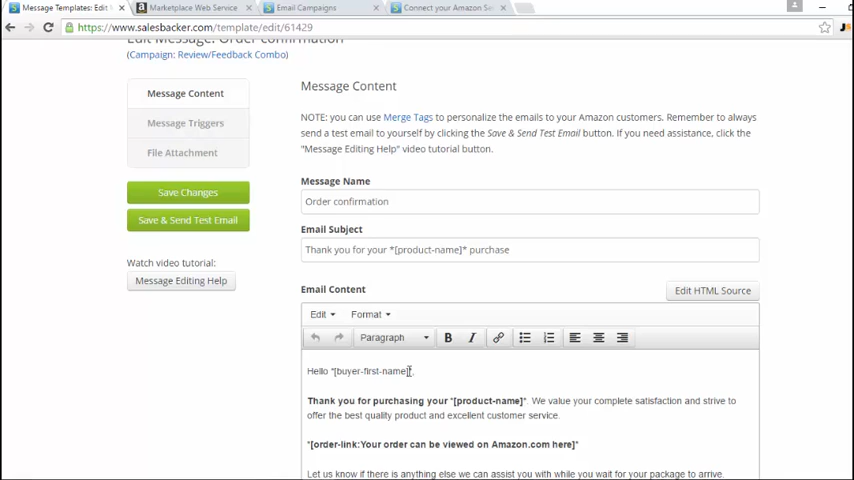 Message Templates: Edit
Marketplace Web Service
Email Campaigns
Connect your Amazon Se
https://www.salesbacker.com/template/edit/61429
Edit Message: Order confirmation
(Campaign: Review/Feedback Combo)
Message Content
Message Triggers
File Attachment
Save Changes
Save & Send Test Email
Watch video tutorial:
Message Editing Help
Message Content
NOTE: you can use Merge Tags to personalize the emails to your Amazon customers. Remember to always
send a test email to yourself by clicking the Save & Send Test Email button. If you need assistance, click the
"Message Editing Help" video tutorial button.
Message Name
Order confirmation
Email Subject
Thank you for your *[product-name]* purchase
Email Content
Edit HTML Source
Edit Format
Paragraph B I
Hello *[buyer-first-name]*,
Thank you for purchasing your *[product-name]*. We value your complete satisfaction and strive to
offer the best quality product and excellent customer service.
*[order-link:Your order can be viewed on Amazon.com here]*
Let us know if there is anything else we can assist you with while you wait for your package to arrive.